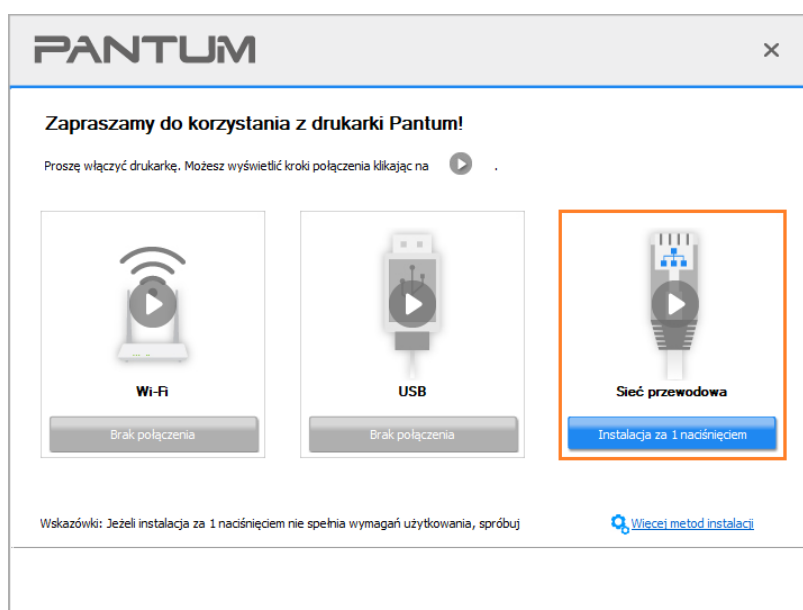 PANTUM
Zapraszamy do korzystania z drukarki Pantum!
Proszę włączyć drukarkę. Możesz wyświetlić kroki połączenia klikając na .
Wi-Fi
Brak połączenia
USB
Brak połączenia
Sieć przewodowa
Instalacja za 1 naciśnięciem
Wskazówki: Jeżeli instalacja za 1 naciśnięciem nie spełnia wymagań użytkowania, spróbuj
Więcej metod instalacji